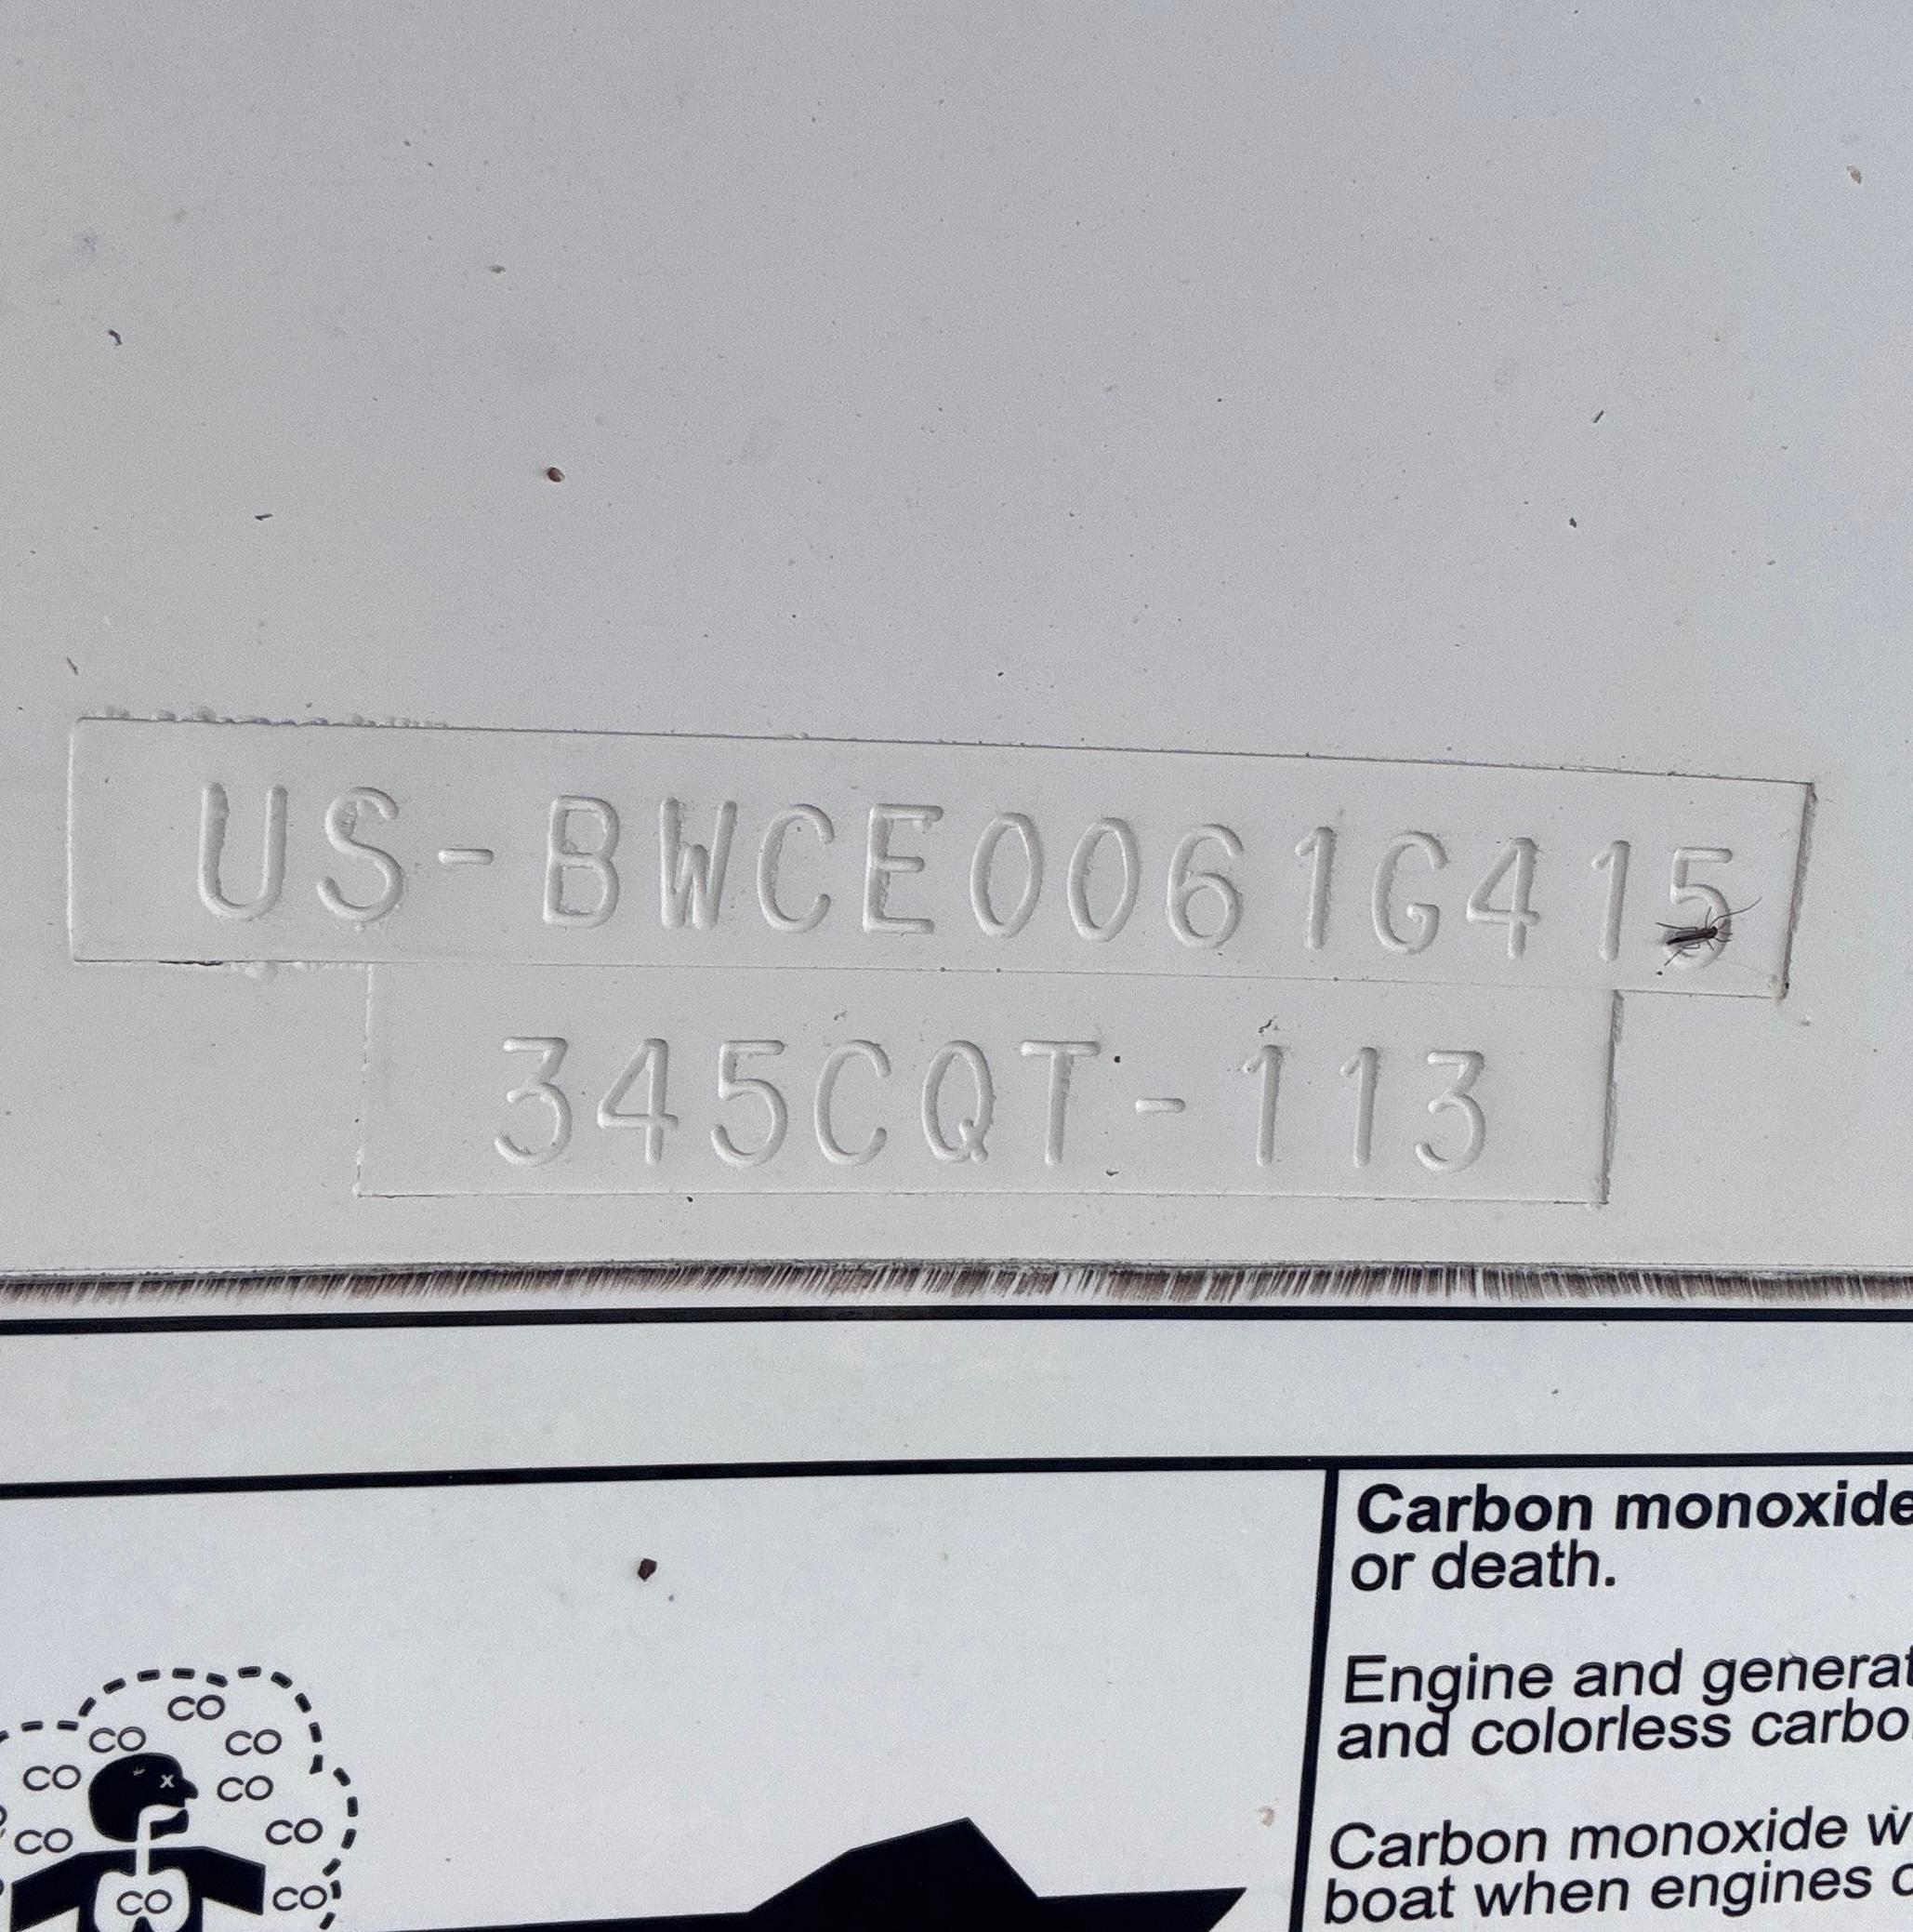 US-BWCE0061G415
345CQT-113
Carbon monoxide
or death.
Engine and generat
and colorless carbo
Carbon monoxide w
boat when engines
CO
CO
CO
CO
CO
CO
CO
CO
CO